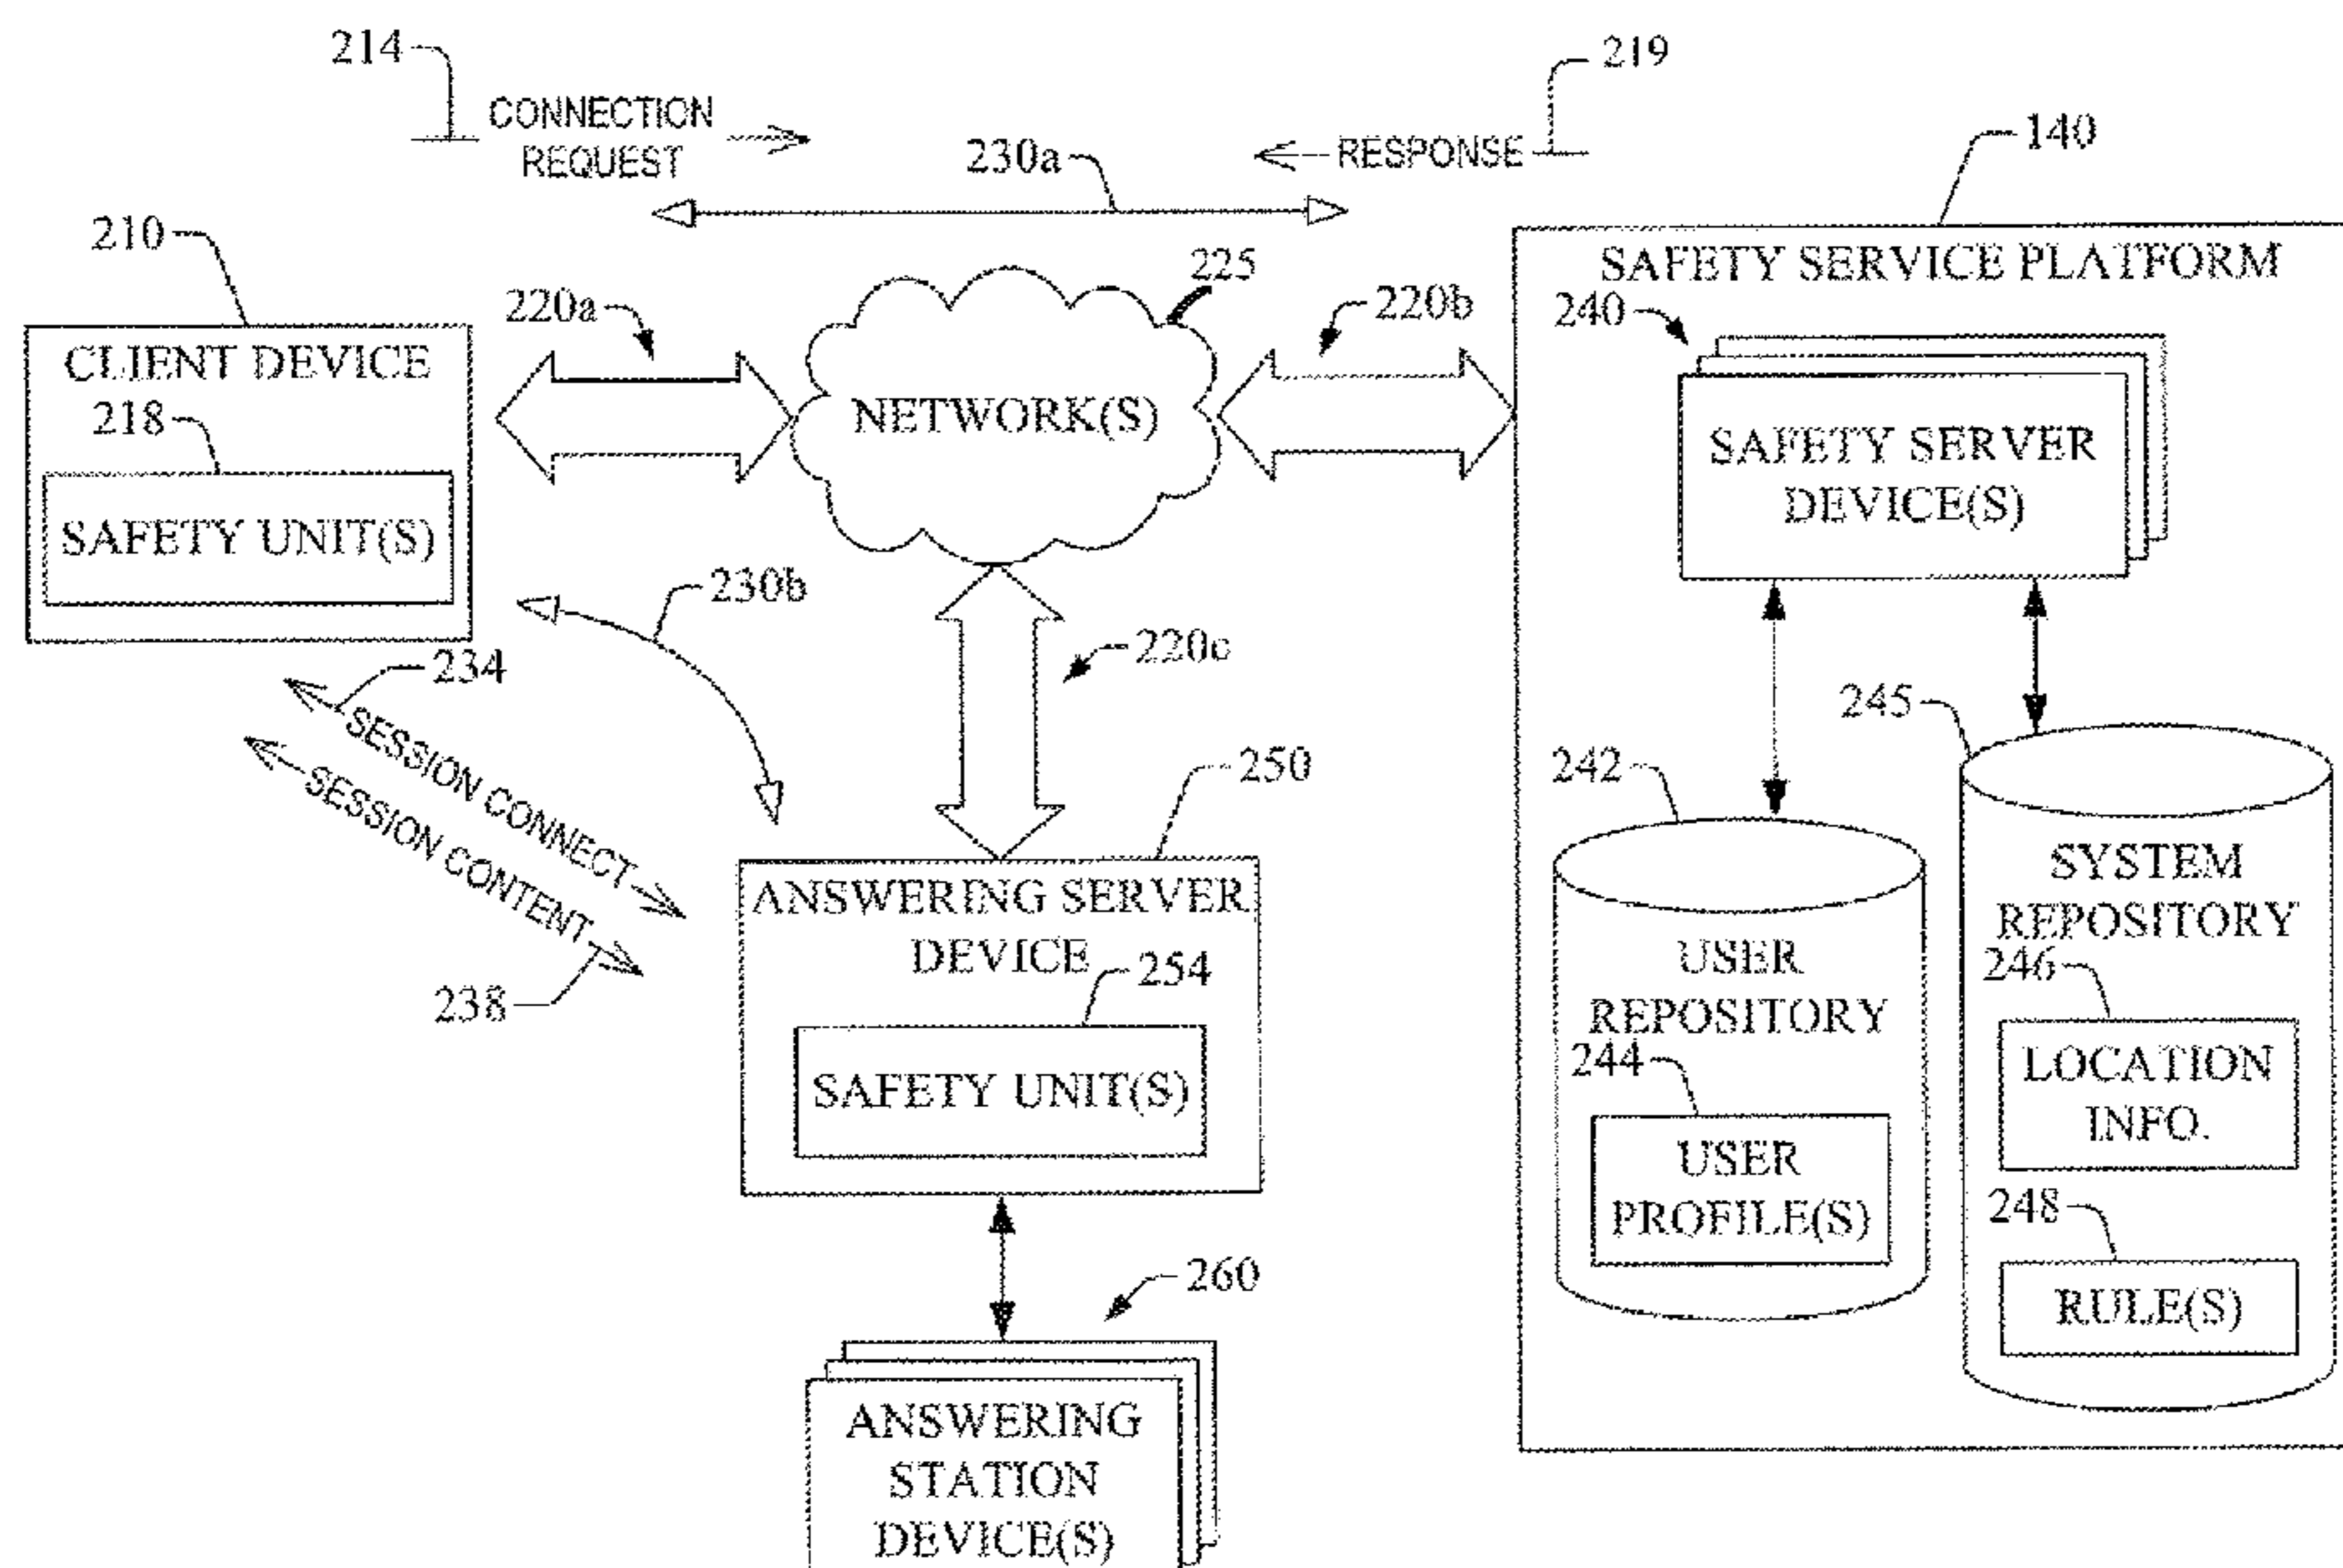 214
CONNECTION
REQUEST
219
RESPONSE
230a
140
210
220a
225
220b
SAFETY SERVICE PLATFORM
240
CLIENT DEVICE
218
SAFETY UNIT(S)
NETWORK(S)
SAFETY SERVER
DEVICE(S)
230b
220c
234
SESSION CONNECT
SESSION CONTENT
238
250
ANSWERING SERVER
DEVICE
254
SAFETY UNIT(S)
260
ANSWERING
STATION
DEVICE(S)
242
USER
REPOSITORY
244
USER
PROFILE(S)
245
SYSTEM
REPOSITORY
246
LOCATION
INFO.
248
RULE(S)